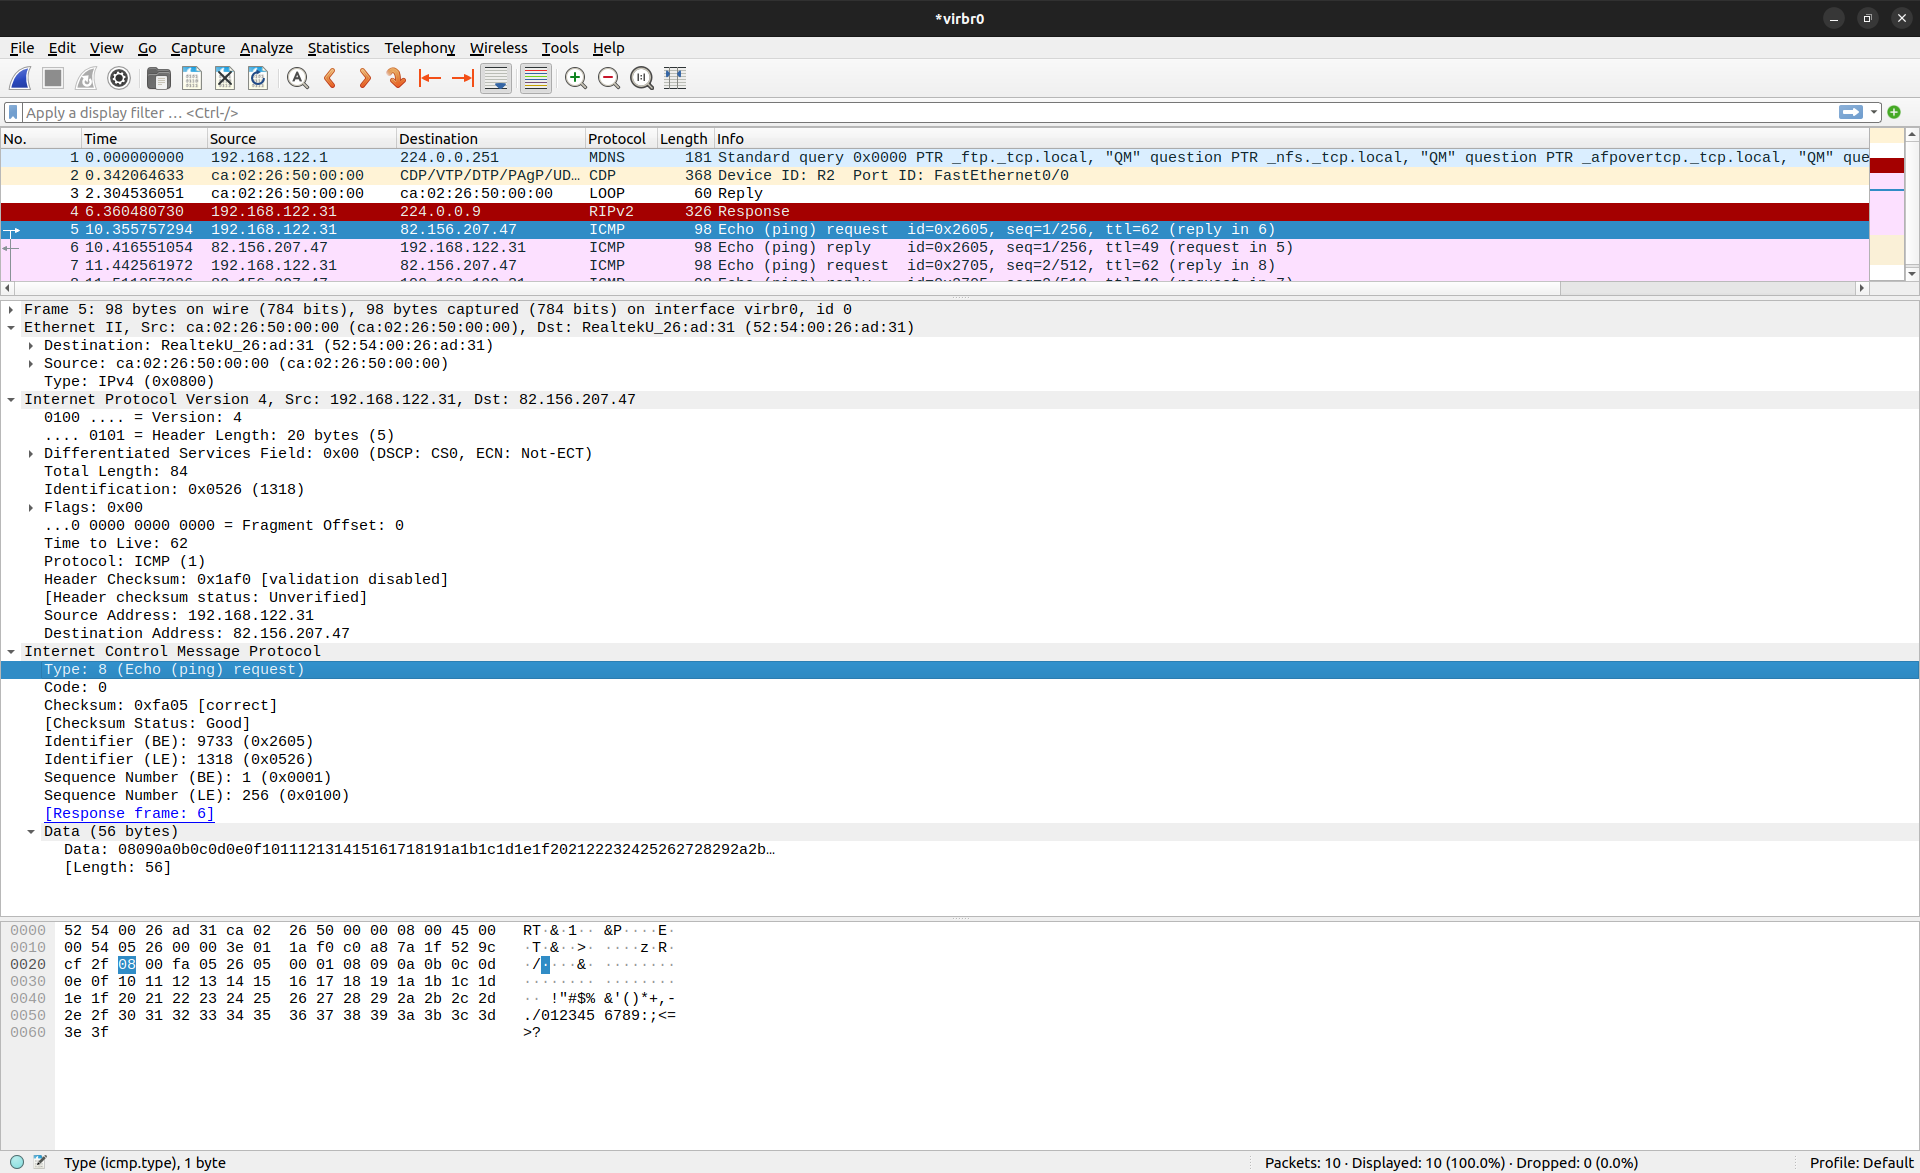 *virbr0
File Edit View Go Capture Analyze Statistics Telephony Wireless Tools Help
Apply a display filter … <Ctrl-/>
No. Time Source Destination Protocol Length Info
1 0.000000000 192.168.122.1 224.0.0.251 MDNS 181 Standard query 0x0000 PTR _ftp._tcp.local, "QM" question PTR _nfs._tcp.local, "QM" question PTR _afpovertcp._tcp.local, "QM" que
2 0.342064633 ca:02:26:50:00:00 CDP/VTP/DTP/PAgP/UD… CDP 368 Device ID: R2 Port ID: FastEthernet0/0
3 2.304536051 ca:02:26:50:00:00 ca:02:26:50:00:00 LOOP 60 Reply
4 6.360480730 192.168.122.31 224.0.0.9 RIPv2 326 Response
5 10.355757294 192.168.122.31 82.156.207.47 ICMP 98 Echo (ping) request id=0x2605, seq=1/256, ttl=62 (reply in 6)
6 10.416551054 82.156.207.47 192.168.122.31 ICMP 98 Echo (ping) reply id=0x2605, seq=1/256, ttl=49 (request in 5)
7 11.442561972 192.168.122.31 82.156.207.47 ICMP 98 Echo (ping) request id=0x2705, seq=2/512, ttl=62 (reply in 8)
Frame 5: 98 bytes on wire (784 bits), 98 bytes captured (784 bits) on interface virbr0, id 0
Ethernet II, Src: ca:02:26:50:00:00 (ca:02:26:50:00:00), Dst: RealtekU_26:ad:31 (52:54:00:26:ad:31)
Destination: RealtekU_26:ad:31 (52:54:00:26:ad:31)
Source: ca:02:26:50:00:00 (ca:02:26:50:00:00)
Type: IPv4 (0x0800)
Internet Protocol Version 4, Src: 192.168.122.31, Dst: 82.156.207.47
0100 .... = Version: 4
.... 0101 = Header Length: 20 bytes (5)
Differentiated Services Field: 0x00 (DSCP: CS0, ECN: Not-ECT)
Total Length: 84
Identification: 0x0526 (1318)
Flags: 0x00
...0 0000 0000 0000 = Fragment Offset: 0
Time to Live: 62
Protocol: ICMP (1)
Header Checksum: 0x1af0 [validation disabled]
[Header checksum status: Unverified]
Source Address: 192.168.122.31
Destination Address: 82.156.207.47
Internet Control Message Protocol
Type: 8 (Echo (ping) request)
Code: 0
Checksum: 0xfa05 [correct]
[Checksum Status: Good]
Identifier (BE): 9733 (0x2605)
Identifier (LE): 1318 (0x0526)
Sequence Number (BE): 1 (0x0001)
Sequence Number (LE): 256 (0x0100)
[Response frame: 6]
Data (56 bytes)
Data: 08090a0b0c0d0e0f101112131415161718191a1b1c1d1e1f202122232425262728292a2b…
[Length: 56]
0000 52 54 00 26 ad 31 ca 02 26 50 00 00 08 00 45 00 RT·&·1·· &P····E·
0010 00 54 05 26 00 00 3e 01 1a f0 c0 a8 7a 1f 52 9c ·T·&··>· ····z·R·
0020 cf 2f 08 00 fa 05 26 05 00 01 08 09 0a 0b 0c 0d ·/····&· ········
0030 0e 0f 10 11 12 13 14 15 16 17 18 19 1a 1b 1c 1d ········ ········
0040 1e 1f 20 21 22 23 24 25 26 27 28 29 2a 2b 2c 2d ·· !"#$% &'()*+,-
0050 2e 2f 30 31 32 33 34 35 36 37 38 39 3a 3b 3c 3d ./012345 6789:;<=
0060 3e 3f >?
Type (icmp.type), 1 byte Packets: 10 · Displayed: 10 (100.0%) · Dropped: 0 (0.0%) Profile: Default